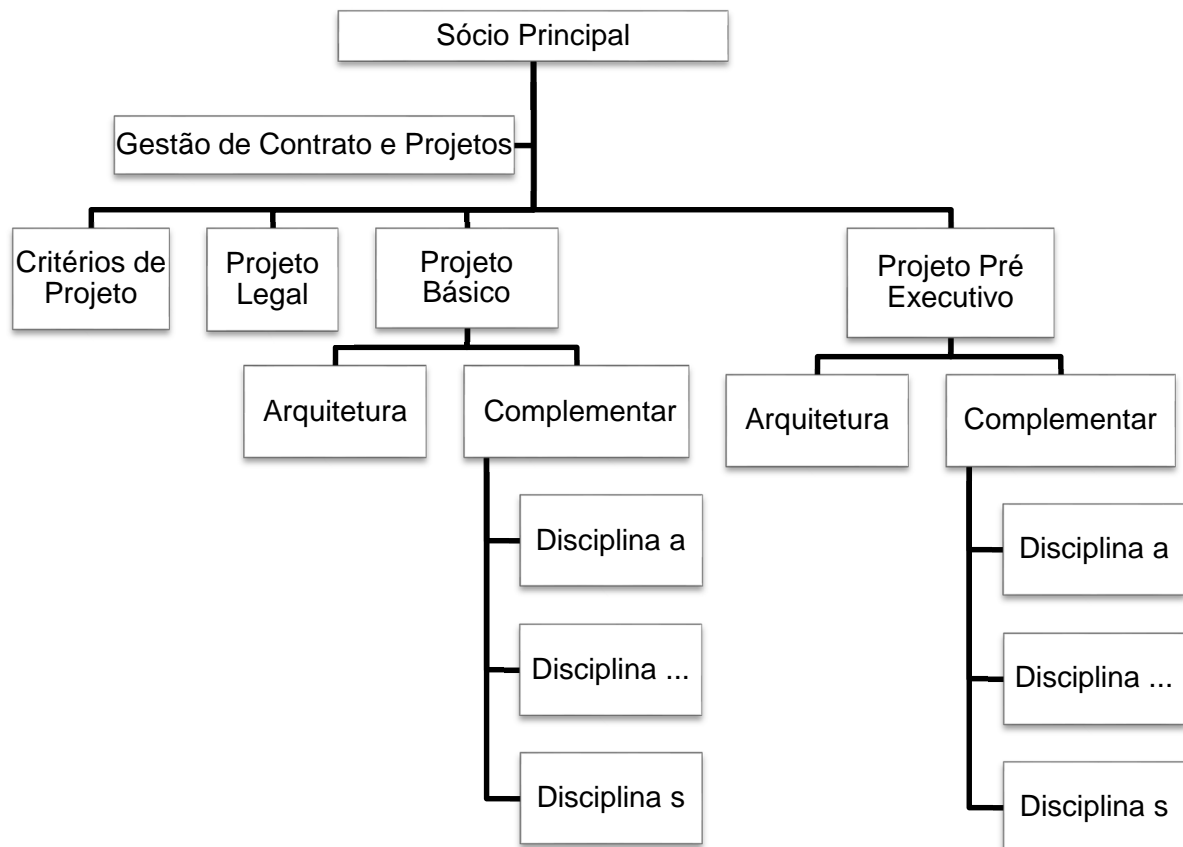 Sócio Principal
Gestão de Contrato e Projetos
Critérios de
Projeto
Projeto
Legal
Projeto
Básico
Projeto Pré
Executivo
Arquitetura
Complementar
Arquitetura
Complementar
Disciplina a
Disciplina ...
Disciplina s
Disciplina a
Disciplina ...
Disciplina s